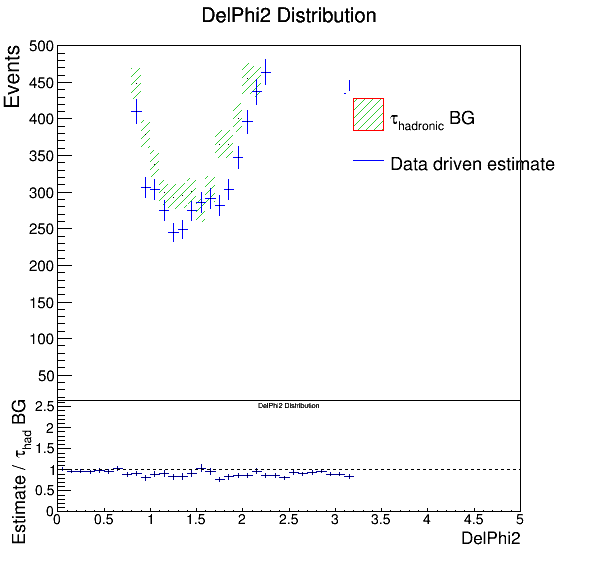 DelPhi2 Distribution
Events
500
450
400
350
300
250
200
150
100
50
τhadronic BG
Data driven estimate
DelPhi2 Distribution
Estimate / τhad BG
2.5
2
1.5
1
0.5
0
0 0.5 1 1.5 2 2.5 3 3.5 4 4.5 5
DelPhi2